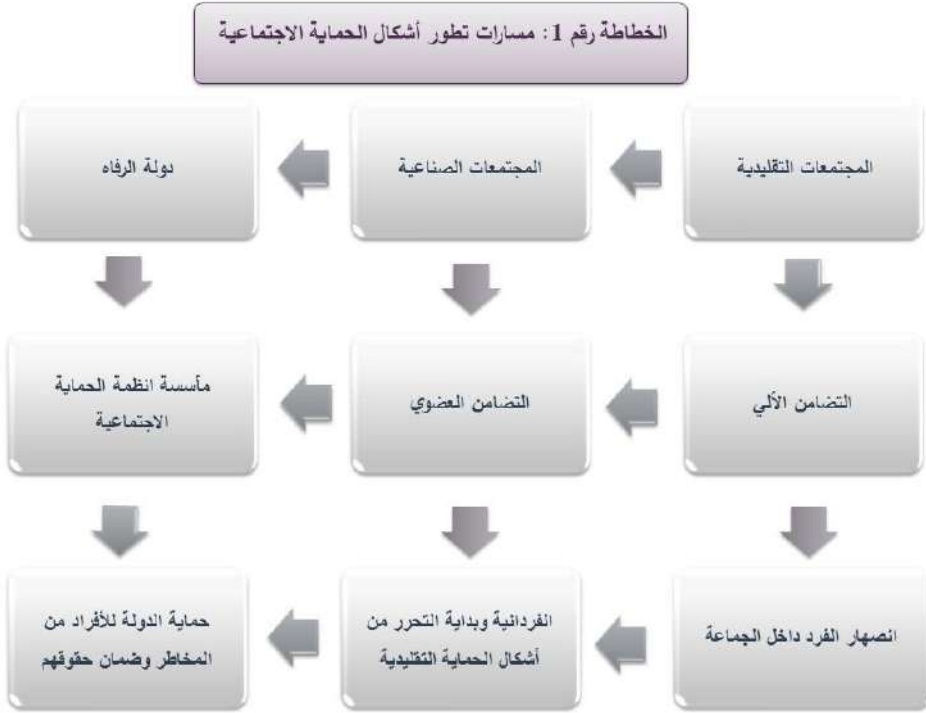 الخطاطة رقم 1: مسارات تطور أشكال الحماية الاجتماعية
المجتمعات التقليدية
المجتمعات الصناعية
دولة الرفاه
التضامن الألي
التضامن العضوي
مأسسة انظمة الحماية
الاجتماعية
انصهار الفرد داخل الجماعة
الفردانية وبداية التحرر من
أشكال الحماية التقليدية
حماية الدولة للأفراد من
المخاطر وضمان حقوقهم